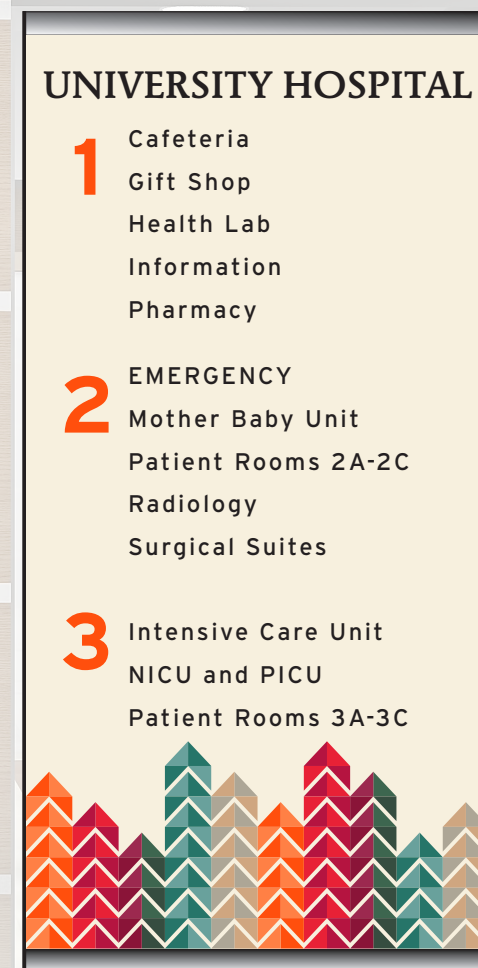 UNIVERSITY HOSPITAL
1
Cafeteria
Gift Shop
Health Lab
Information
Pharmacy
2
EMERGENCY
Mother Baby Unit
Patient Rooms 2A-2C
Radiology
Surgical Suites
3
Intensive Care Unit
NICU and PICU
Patient Rooms 3A-3C